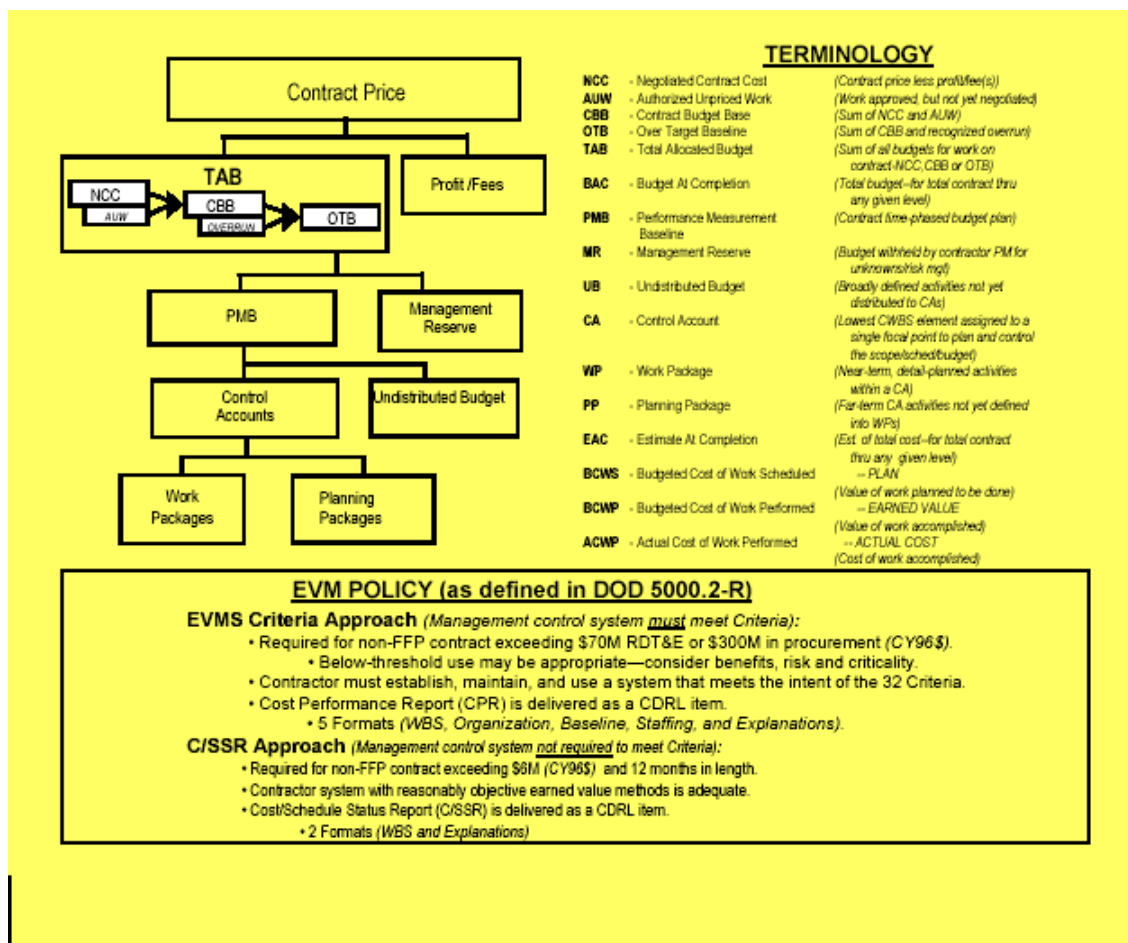 Contract Price
TAB
NCC
AUW
CBB
OVERRUN
OTB
Profit /Fees
PMB
Management
Reserve
Control
Accounts
Undistributed Budget
Work
Packages
Planning
Packages
TERMINOLOGY
NCC - Negotiated Contract Cost (Contract price less profit/fee(s))
AUW - Authorized Unpriced Work (Work approved, but not yet negotiated)
CBB - Contract Budget Base (Sum of NCC and AUW)
OTB - Over Target Baseline (Sum of CBB and recognized overrun)
TAB - Total Allocated Budget (Sum of all budgets for work on
contract-NCC,CBB or OTB)
BAC - Budget At Completion (Total budget--for total contract thru
any given level)
PMB - Performance Measurement (Contract time-phased budget plan)
Baseline
MR - Management Reserve (Budget withheld by contractor PM for
unknowns/risk mgt)
UB - Undistributed Budget (Broadly defined activities not yet
distributed to CAs)
CA - Control Account (Lowest CWBS element assigned to a
single focal point to plan and control
the scope/sched/budget)
WP - Work Package (Near-term, detail-planned activities
within a CA)
PP - Planning Package (Far-term CA activities not yet defined
into WPs)
EAC - Estimate At Completion (Est. of total cost--for total contract
thru any given level)
BCWS - Budgeted Cost of Work Scheduled -- PLAN
(Value of work planned to be done)
BCWP - Budgeted Cost of Work Performed -- EARNED VALUE
(Value of work accomplished)
ACWP - Actual Cost of Work Performed -- ACTUAL COST
(Cost of work accomplished)
EVM POLICY (as defined in DOD 5000.2-R)
EVMS Criteria Approach (Management control system must meet Criteria):
• Required for non-FFP contract exceeding $70M RDT&E or $300M in procurement (CY96$).
• Below-threshold use may be appropriate—consider benefits, risk and criticality.
• Contractor must establish, maintain, and use a system that meets the intent of the 32 Criteria.
• Cost Performance Report (CPR) is delivered as a CDRL item.
• 5 Formats (WBS, Organization, Baseline, Staffing, and Explanations).
C/SSR Approach (Management control system not required to meet Criteria):
• Required for non-FFP contract exceeding $6M (CY96$) and 12 months in length.
• Contractor system with reasonably objective earned value methods is adequate.
• Cost/Schedule Status Report (C/SSR) is delivered as a CDRL item.
• 2 Formats (WBS and Explanations)